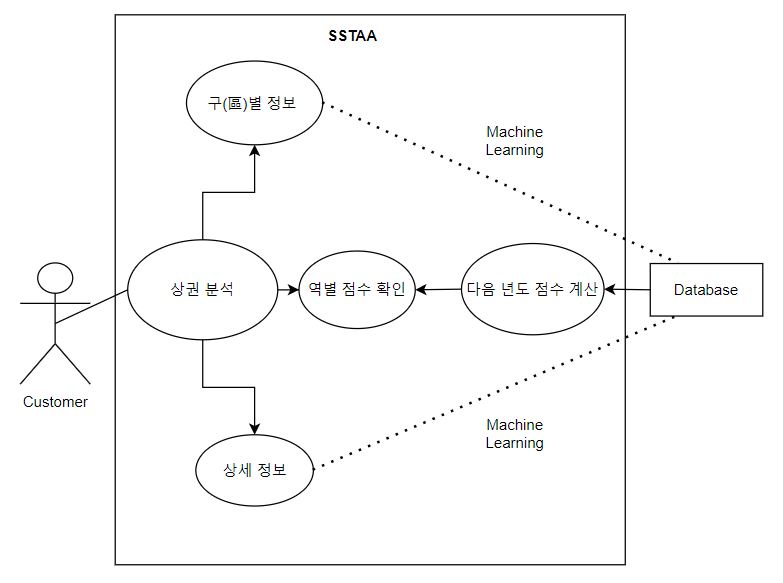 SSTAA
구(區)별 정보
Machine
Learning
상권 분석
역별 점수 확인
다음 년도 점수 계산
Database
Customer
Machine
Learning
상세 정보